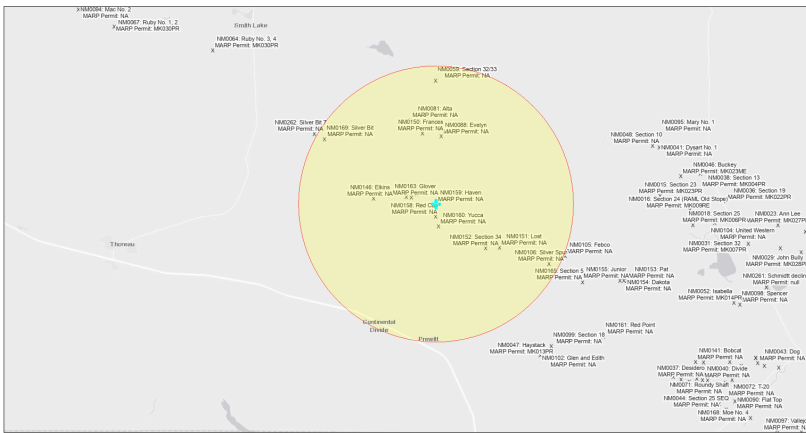 NM0094: Mac No. 2
MARP Permit: NA
NM0067: Ruby No. 1, 2
MARP Permit: MK030PR
Smith Lake
NM0064: Ruby No. 3, 4
MARP Permit: MK030PR
NM0059: Section 32/33
MARP Permit: NA
NM0081: Alta
MARP Permit: NA
NM0150: Frances
MARP Permit: NA
NM0088: Evelyn
MARP Permit: NA
NM0262: Silver Bit 7
MARP Permit: NA
NM0169: Silver Bit
MARP Permit: NA
NM0095: Mary No. 1
MARP Permit: NA
NM0048: Section 10
MARP Permit: NA
NM0041: Dysart No. 1
MARP Permit: NA
NM0046: Buckey
MARP Permit: MK023ME
NM0038: Section 13
MARP Permit: MK004PR
NM0015: Section 23
MARP Permit: MK023PR
NM0036: Section 19
MARP Permit: MK022PR
NM0016: Section 24 (RAML Old Stope)
MARP Permit: MK009RE
NM0146: Elkins
MARP Permit: NA
NM0163: Glover
MARP Permit: NA
NM0159: Haven
MARP Permit: NA
NM0158: Red
MARP Permit: NA
NM0160: Yucca
MARP Permit: NA
NM0018: Section 25
MARP Permit: MK006PR
NM0023: Ann Lee
MARP Permit: MK027P
NM0104: United Western
MARP Permit: NA
NM0031: Section 32
MARP Permit: MK007PR
NM0152: Section 34
MARP Permit: NA
NM0151: Lost
MARP Permit: NA
NM0106: Silver Spur
MARP Permit: NA
NM0105: Febco
MARP Permit: NA
NM0029: John Bully
MARP Permit: MK028P
Thoreau
NM0165: Section 5
MARP Permit: NA
NM0155: Junior
MARP Permit: NA
NM0153: Pat
MARP Permit: NA
NM0154: Dakota
MARP Permit: NA
NM0261: Schmidtt declin
MARP Permit: null
NM0052: Isabella
MARP Permit: MK014PR
NM0098: Spencer
MARP Permit: NA
Continental
Divide
Prewitt
NM0161: Red Point
MARP Permit: NA
NM0099: Section 18
MARP Permit: NA
NM0047: Haystack
MARP Permit: MK013PR
NM0102: Glen and Edith
MARP Permit: NA
NM0141: Bobcat
MARP Permit: NA
NM0043: Dog
MARP Permit: NA
NM0037: Desidero
MARP Permit: NA
NM0040: Divide
MARP Permit: NA
NM0071: Roundy Shaft
MARP Permit: NA
NM0072: T-20
MARP Permit: NA
NM0044: Section 25 SEQ
MARP Permit: NA
NM0090: Flat Top
MARP Permit: NA
NM0168: Moe No. 4
MARP Permit: NA
NM0097: Vallejo
MARP Permit: N